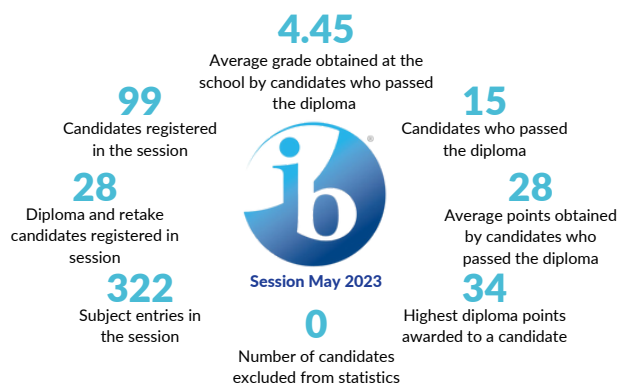 4.45
Average grade obtained at the
school by candidates who passed
the diploma
99
Candidates registered
in the session
15
Candidates who passed
the diploma
28
Diploma and retake
candidates registered in
session
28
Average points obtained
by candidates who
passed the diploma
ib
®
Session May 2023
322
Subject entries in
the session
34
Highest diploma points
awarded to a candidate
0
Number of candidates
excluded from statistics